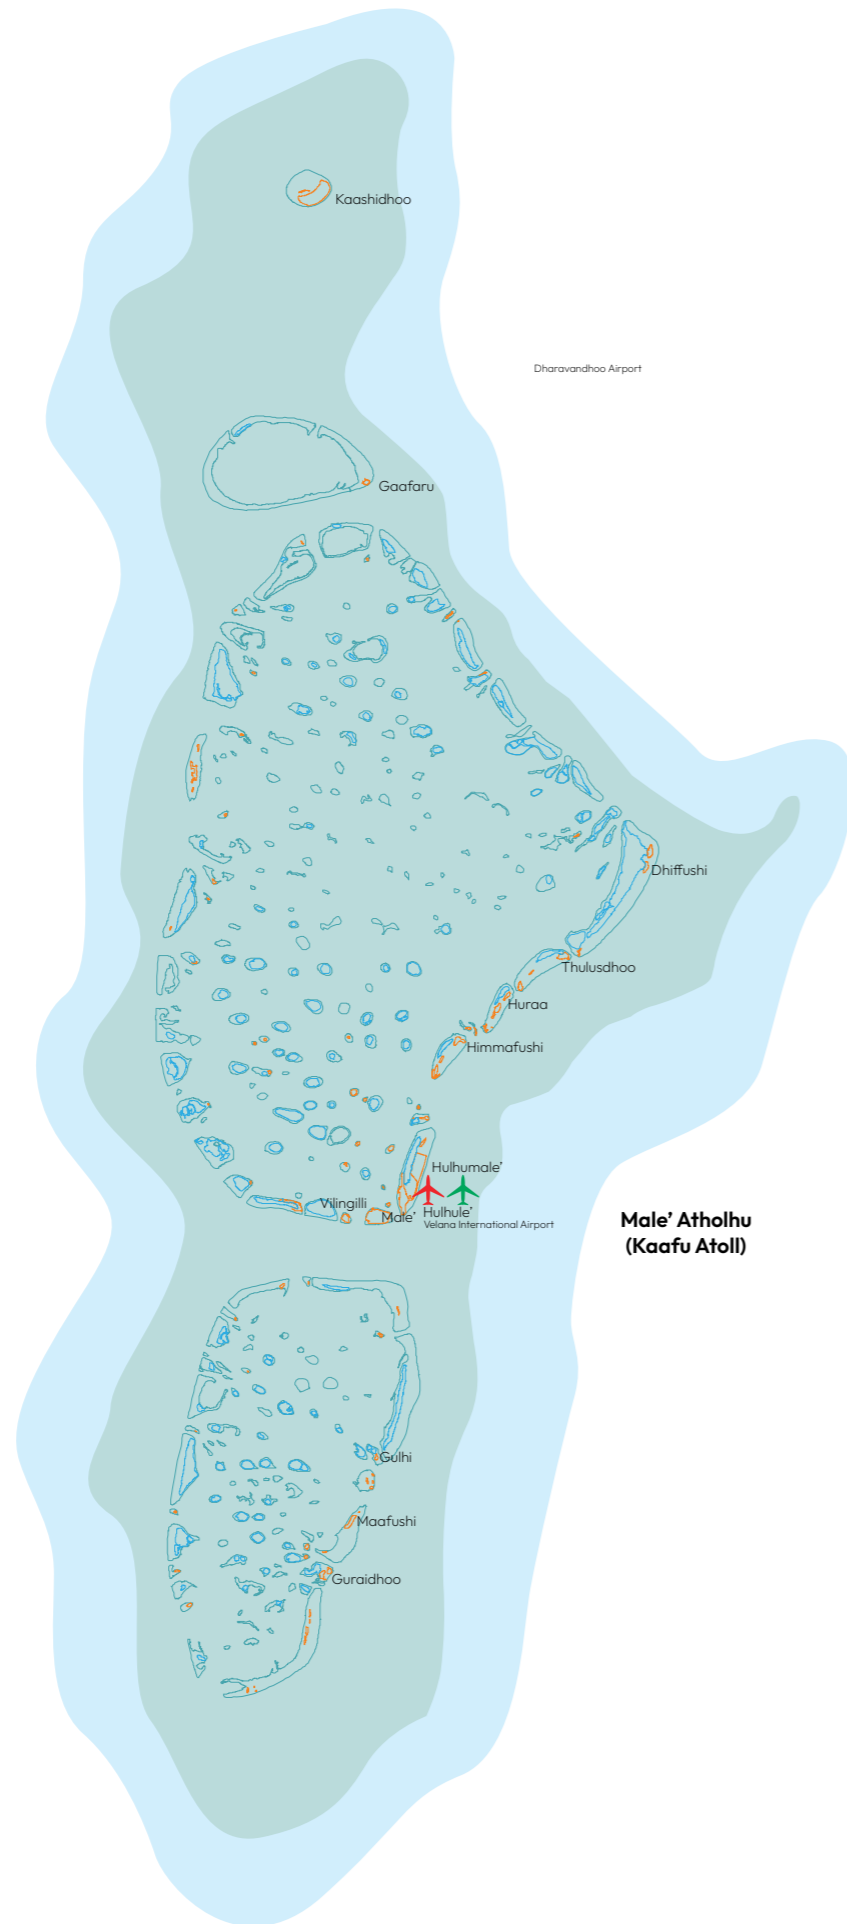 Kaashidhoo
Dharavandhoo Airport
Gaafaru
Dhiffushi
Thulusdhoo
Huraa
Himmafushi
Hulhumale’
Vilingilli
Male’
Hulhule’
Velana International Airport
Male’ Atholhu
(Kaafu Atoll)
Gulhi
Maafushi
Guraidhoo